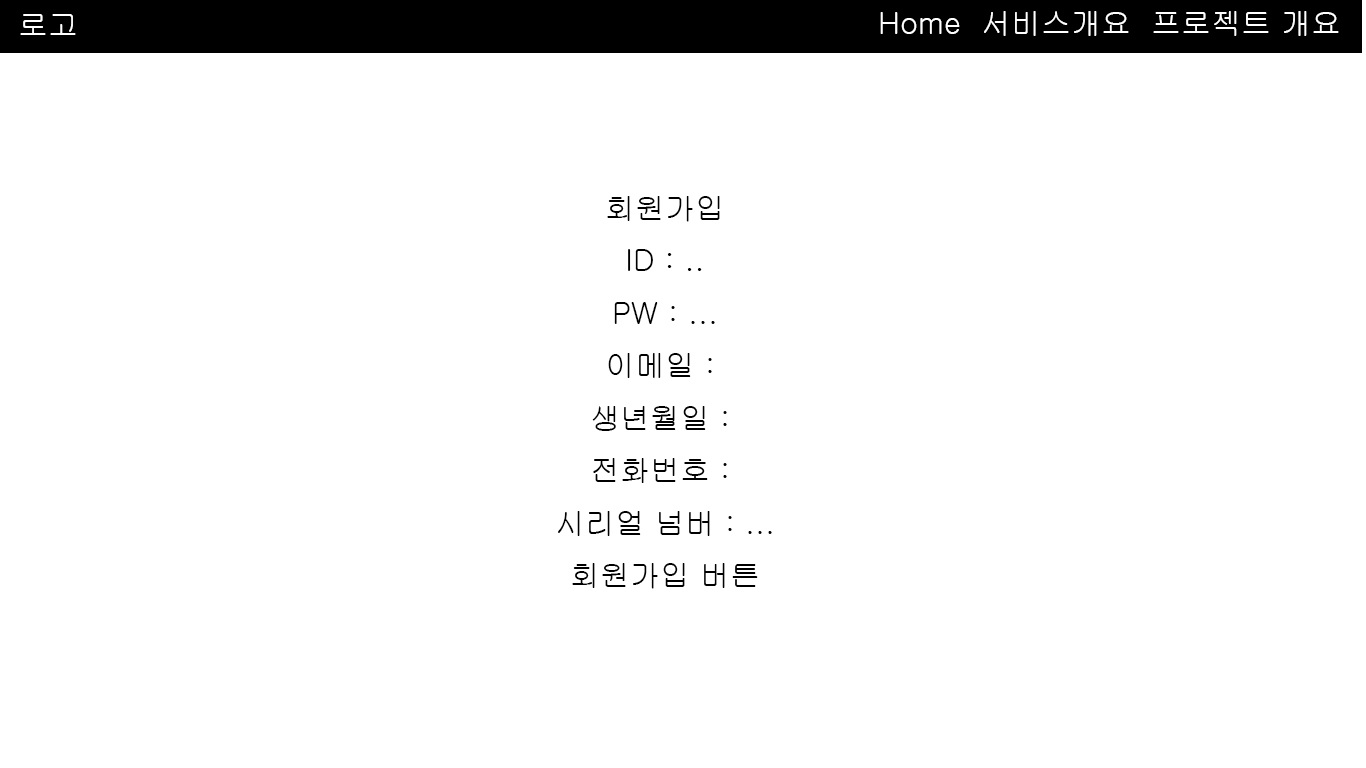 로고
Home 서비스개요 프로젝트 개요
회원가입
ID : ..
PW : ...
이메일 :
생년월일 :
전화번호 :
시리얼 넘버 : ...
회원가입 버튼